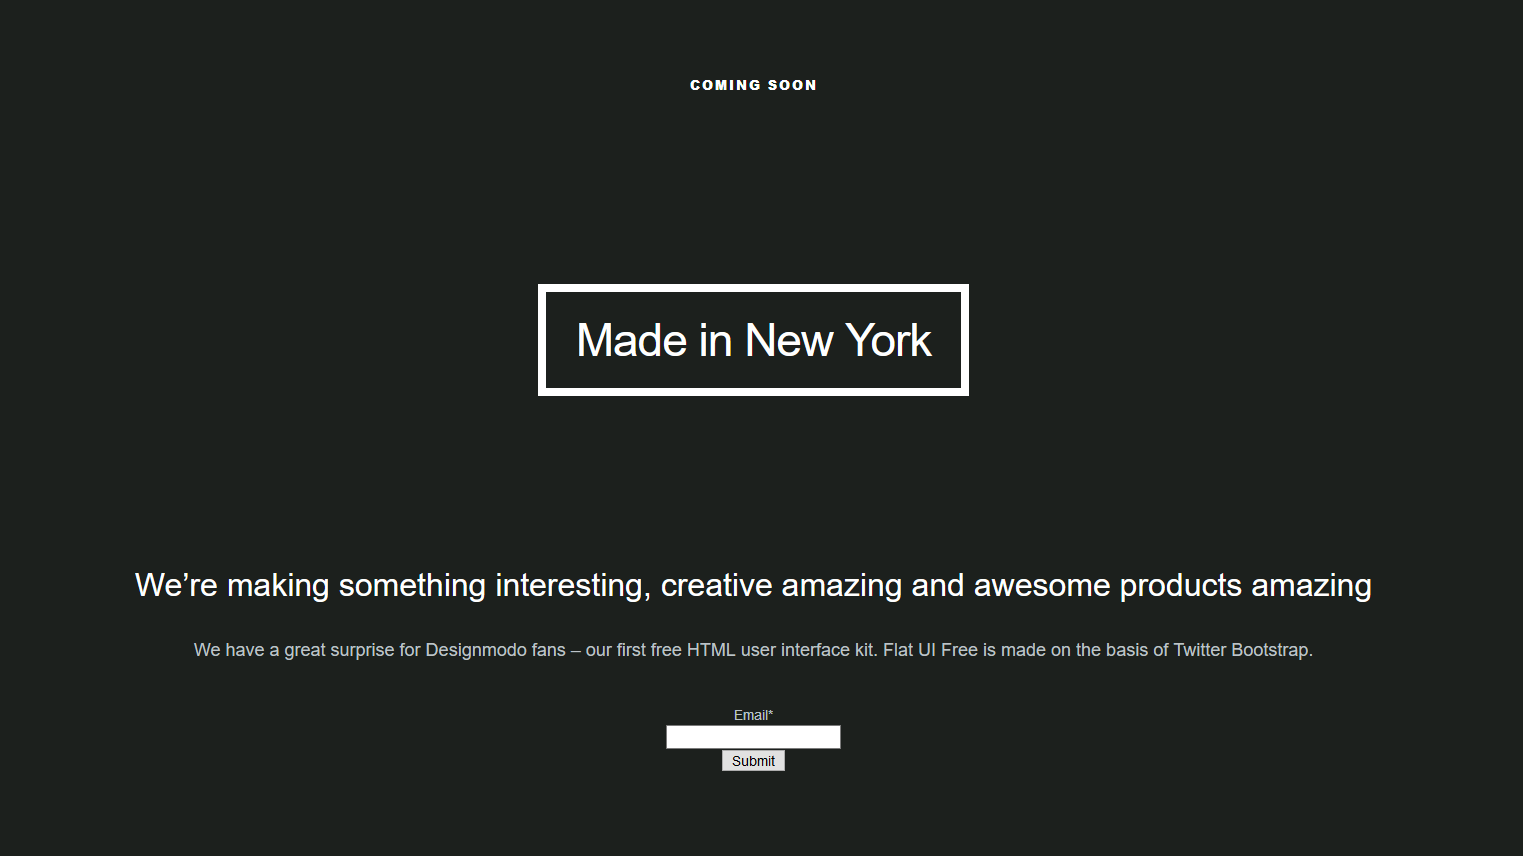 COMING SOON
Made in New York
We’re making something interesting, creative amazing and awesome products amazing
We have a great surprise for Designmodo fans – our first free HTML user interface kit. Flat UI Free is made on the basis of Twitter Bootstrap.
Email*
Submit